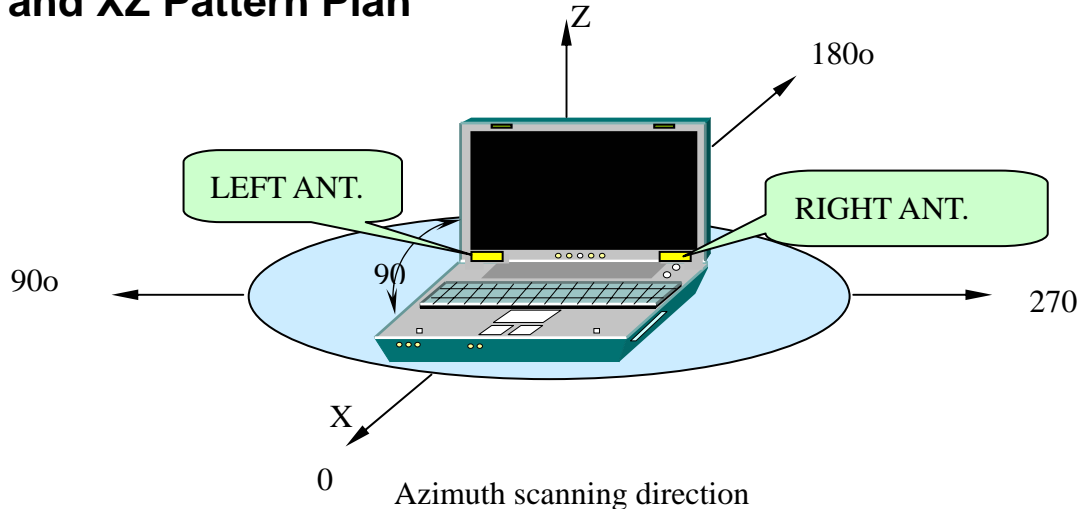 and XZ Pattern Plan
Z
180o
LEFT ANT.
RIGHT ANT.
90o
90
270
X
0
Azimuth scanning direction